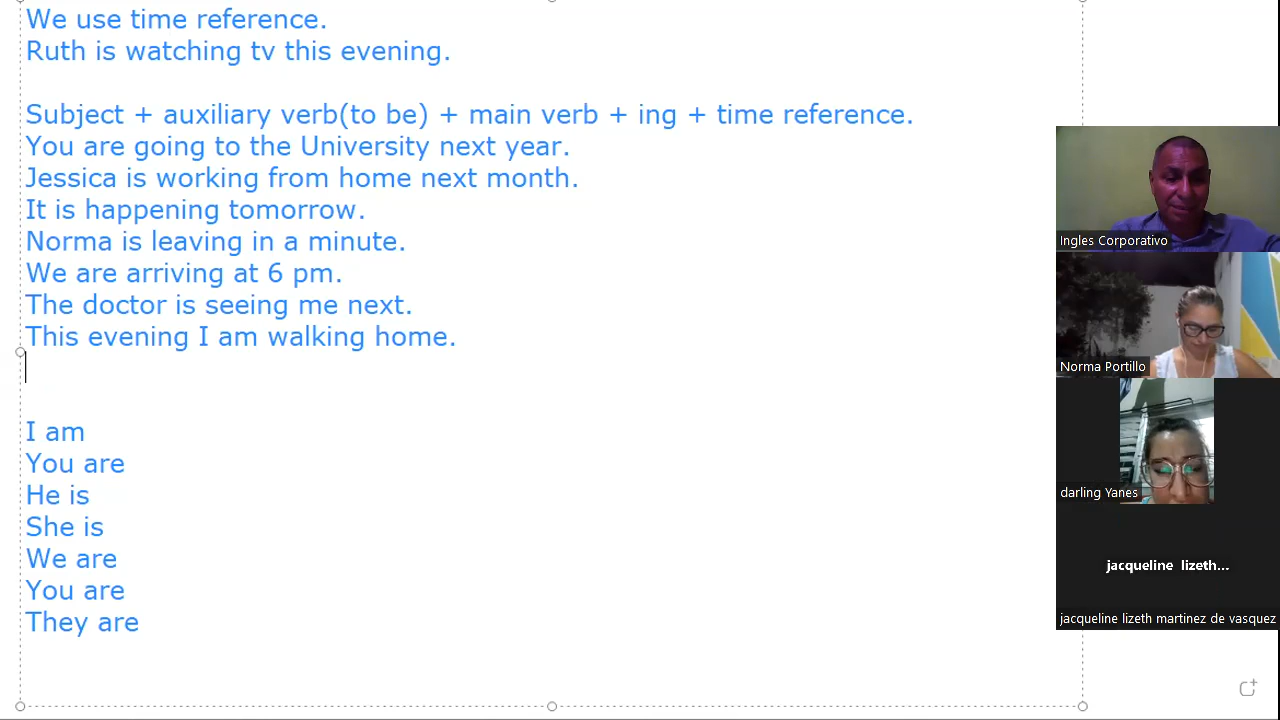 We use time reference.
Ruth is watching tv this evening.
Subject + auxiliary verb(to be) + main verb + ing + time reference.
You are going to the University next year.
Jessica is working from home next month.
It is happening tomorrow.
Norma is leaving in a minute.
We are arriving at 6 pm.
The doctor is seeing me next.
This evening I am walking home.
I am
You are
He is
She is
We are
You are
They are
Ingles Corporativo
Norma Portillo
darling Yanes
jacqueline lizeth...
jacqueline lizeth martinez de vasquez